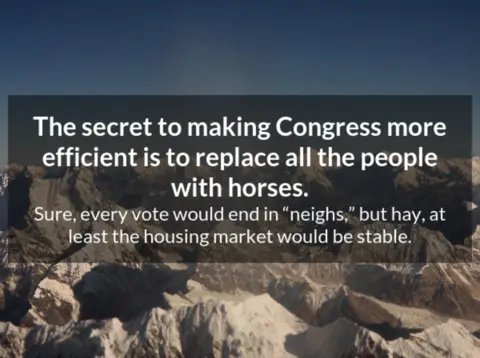 The secret to making Congress more
efficient is to replace all the people
with horses.
Sure, every vote would end in “neighs,” but hay, at
least the housing market would be stable.